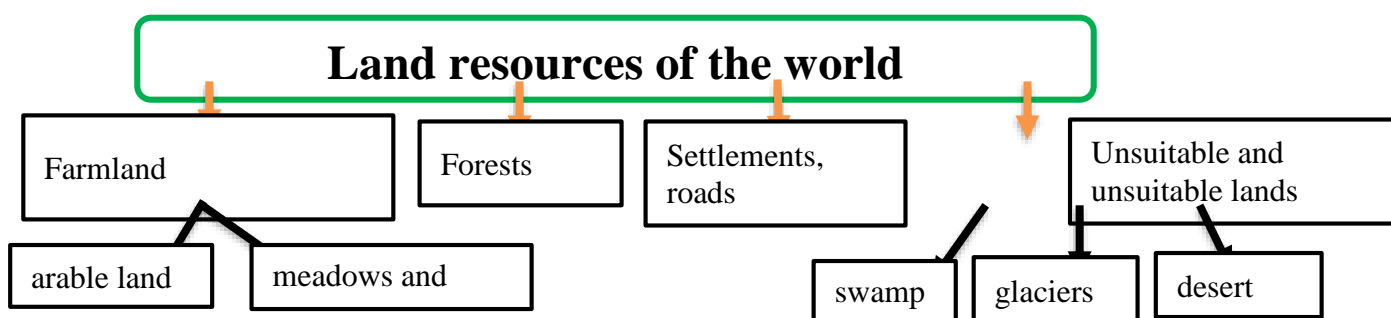 Land resources of the world
Farmland
Forests
Settlements,
roads
Unsuitable and
unsuitable lands
arable land
meadows and
swamp
glaciers
desert